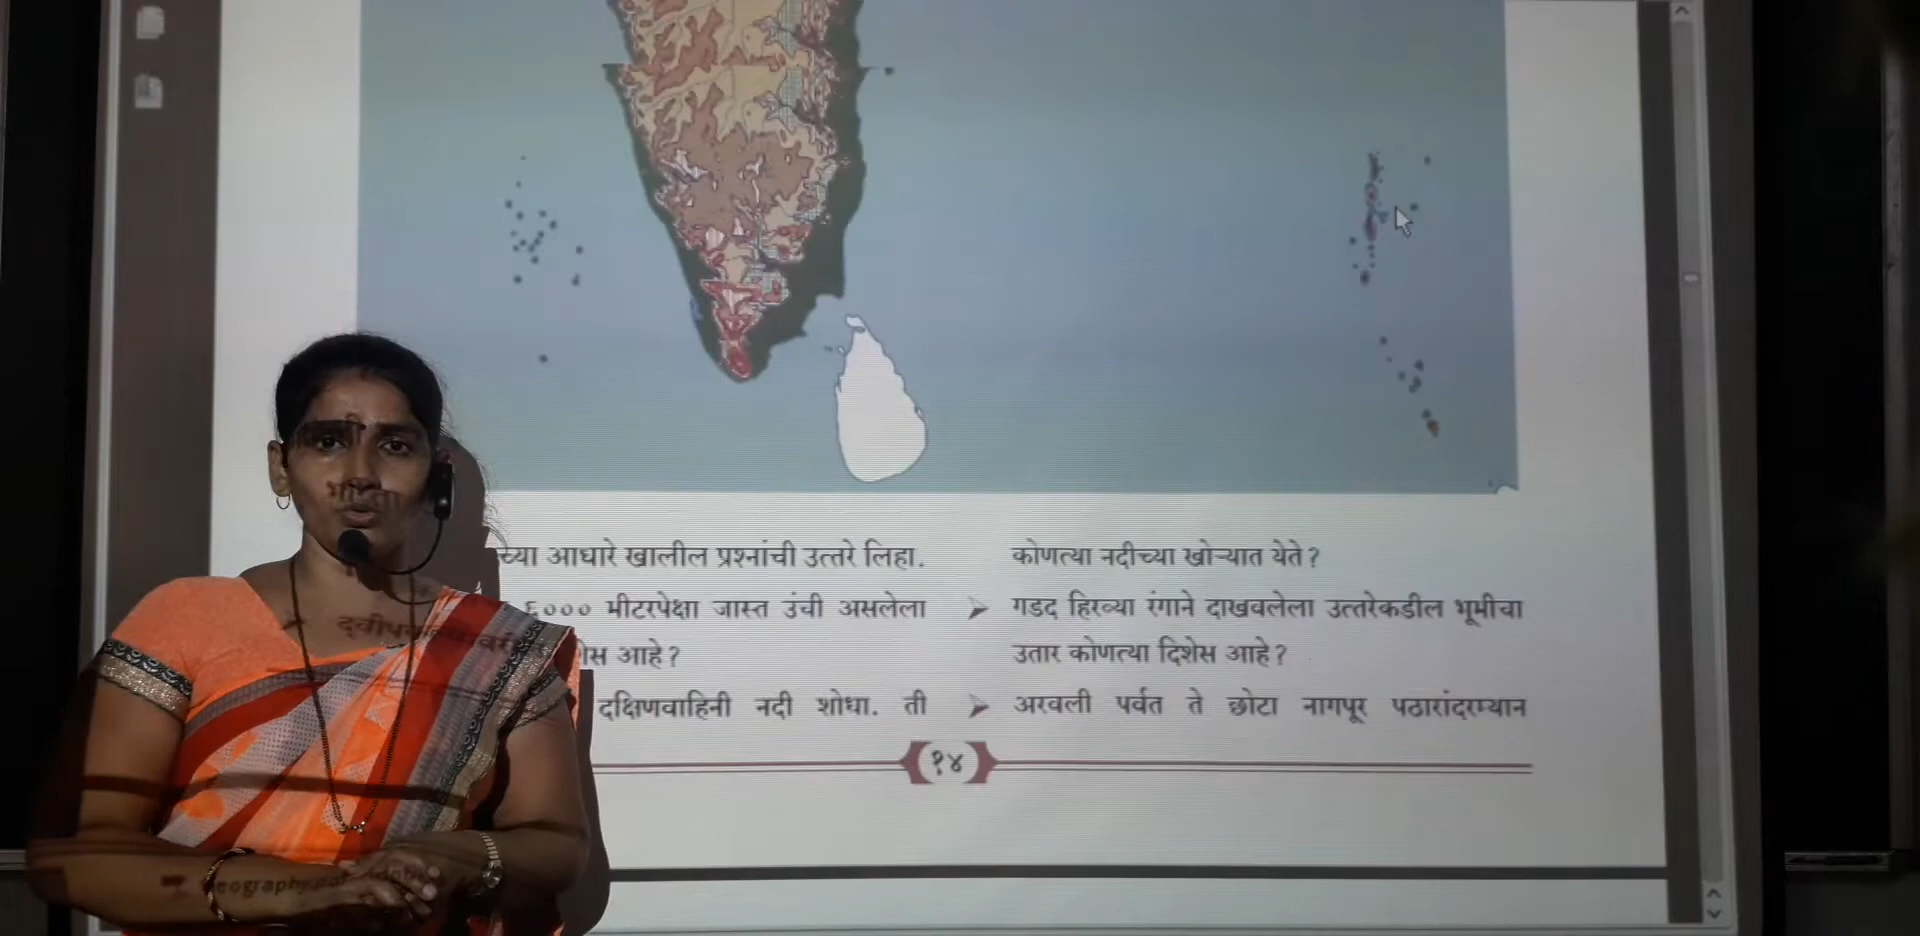 च्या आधारे खालील प्रश्नांची उत्तरे लिहा.
६००० मीटरपेक्षा जास्त उंची असलेला
आहे?
दक्षिणवाहिनी नदी शोधा. ती
कोणत्या नदीच्या खोऱ्यात येते?
➤ गडद हिरव्या रंगाने दाखवलेला उत्तरेकडील भूमीचा
उतार कोणत्या दिशेस आहे?
➤ अरवली पर्वत ते छोटा नागपूर पठारांदरम्यान
(१४)